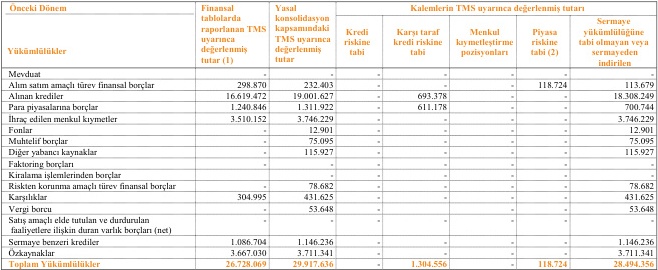 Önceki Dönem
Yükümlülükler
Finansal tablolarda raporlanan TMS uyarınca değerlenmiş tutar (1)
Yasal konsolidasyon kapsamındaki TMS uyarınca değerlenmiş tutar
Kalemlerin TMS uyarınca değerlenmiş tutarı
Kredi riskine tabi
Karşı taraf kredi riskine tabi
Menkul kıymetleştirme pozisyonları
Piyasa riskine tabi (2)
Sermaye yükümlülüğüne tabi olmayan veya sermayeden indirilen
Mevduat - - - - - - -
Alım satım amaçlı türev finansal borçlar 298.870 232.403 - - - 118.724 113.679
Alınan krediler 16.619.472 19.001.627 - 693.378 - - 18.308.249
Para piyasalarına borçlar 1.240.846 1.311.922 - 611.178 - - 700.744
İhraç edilen menkul kıymetler 3.510.152 3.746.229 - - - - 3.746.229
Fonlar - 12.901 - - - - 12.901
Muhtelif borçlar - 75.095 - - - - 75.095
Diğer yabancı kaynaklar - 115.927 - - - - 115.927
Faktoring borçları - - - - - - -
Kiralama işlemlerinden borçlar - - - - - - -
Riskten korunma amaçlı türev finansal borçlar - 78.682 - - - - 78.682
Karşılıklar 304.995 431.625 - - - - 431.625
Vergi borcu - 53.648 - - - - 53.648
Satış amaçlı elde tutulan ve durdurulan
faaliyetlere ilişkin duran varlık borçları (net) - - - - - - -
Sermaye benzeri krediler 1.086.704 1.146.236 - - - - 1.146.236
Özkaynaklar 3.667.030 3.711.341 - - - - 3.711.341
Toplam Yükümlülükler 26.728.069 29.917.636 - 1.304.556 - 118.724 28.494.356